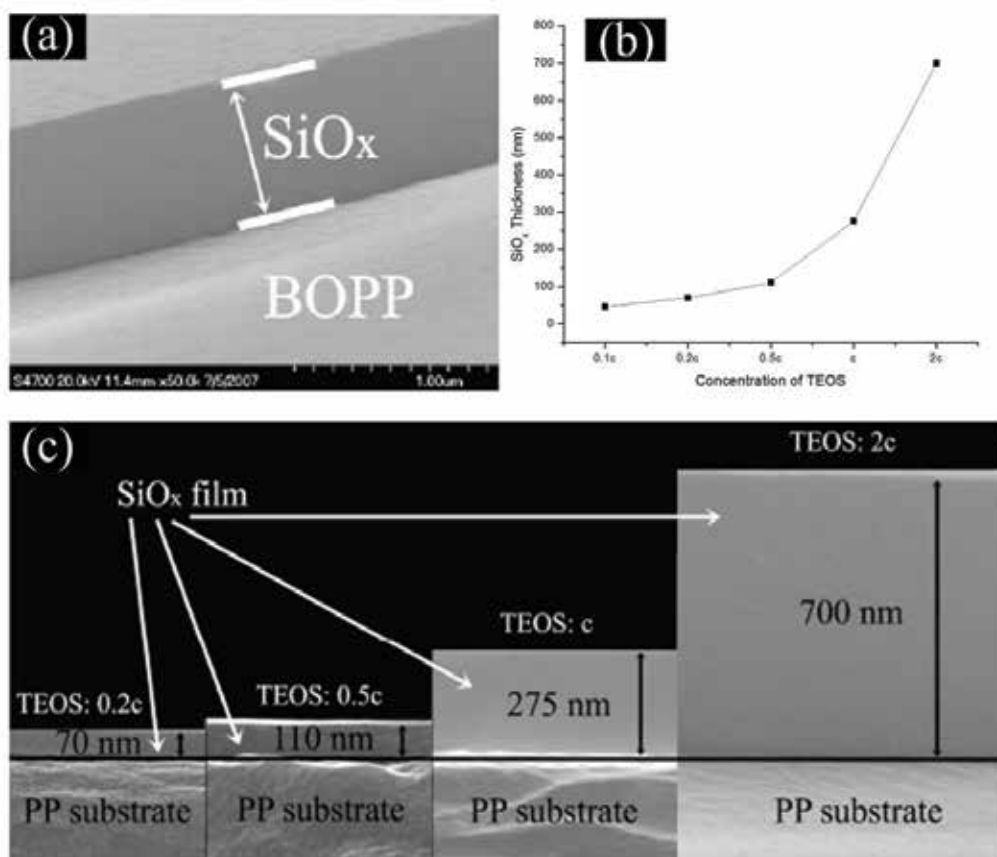 (a)
SiOx
BOPP
S4700 20.0kV 11.4mm x50.0k 7/5/2007
1.00um
(b)
SiOx Thickness (nm)
800
700
600
500
400
300
200
100
0
0.1c 0.2c 0.5c c 2c
Concentration of TEOS
(c)
TEOS: 2c
SiOx film
700 nm
TEOS: c
275 nm
TEOS: 0.2c
TEOS: 0.5c
70 nm
110 nm
PP substrate
PP substrate
PP substrate
PP substrate